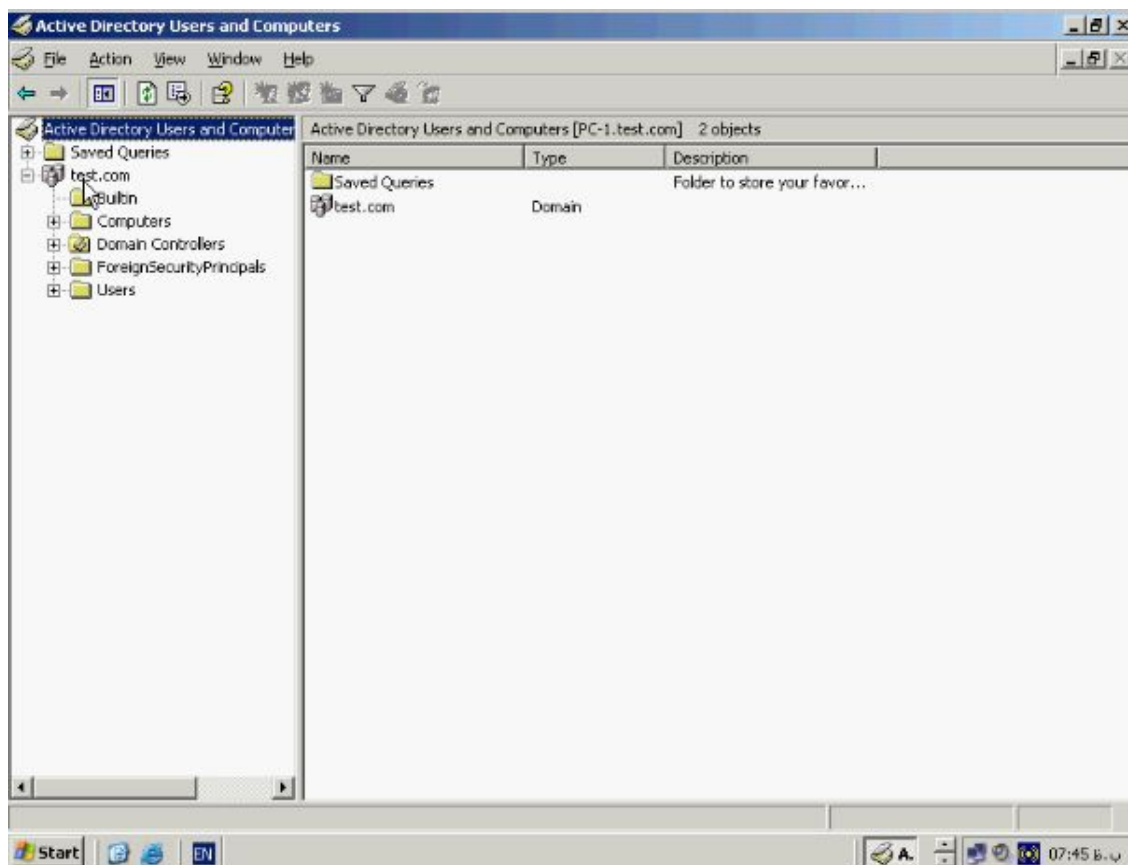 Active Directory Users and Computers
File Action View Window Help
Active Directory Users and Computer
Active Directory Users and Computers [PC-1.test.com] 2 objects
Saved Queries
test.com
Builtin
Computers
Domain Controllers
ForeignSecurityPrincipals
Users
Name Type Description
Saved Queries Folder to store your favor...
test.com Domain
Start EN A. 07:45 ب.ظ